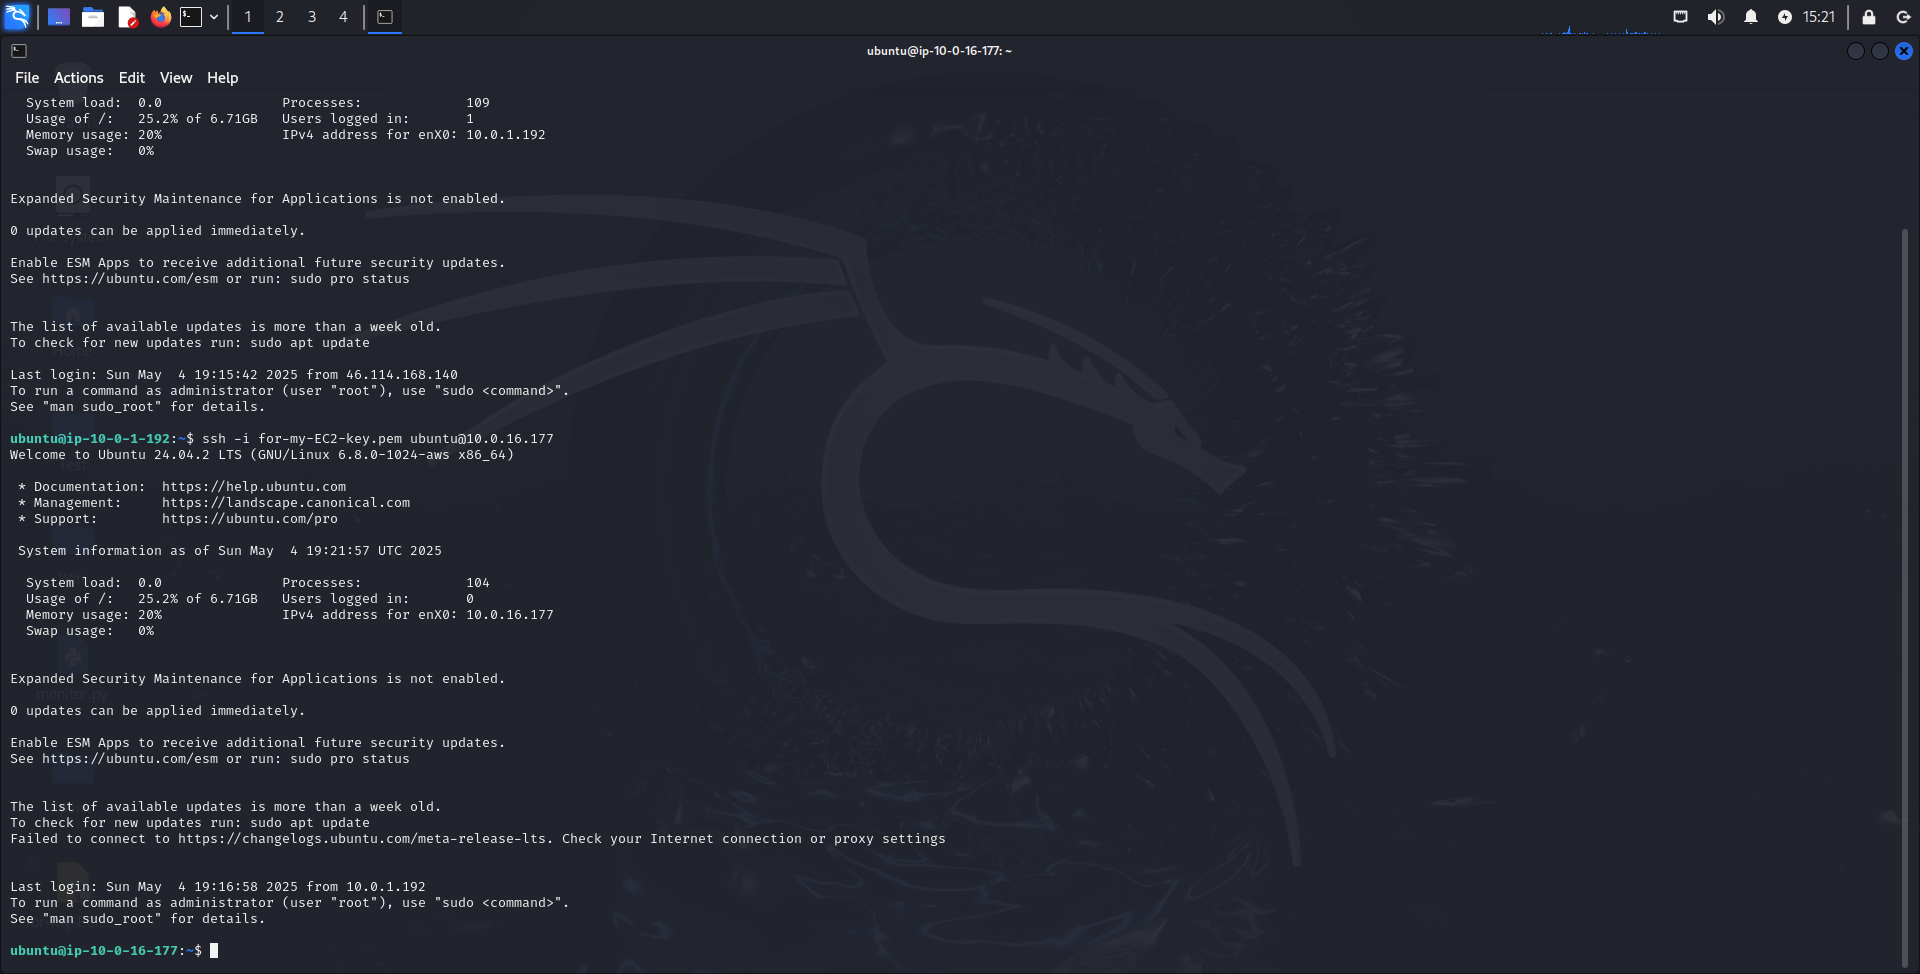 1 2 3 4 15:21
ubuntu@ip-10-0-16-177: ~
File Actions Edit View Help
System load: 0.0 Processes: 109
Usage of /: 25.2% of 6.71GB Users logged in: 1
Memory usage: 20% IPv4 address for enX0: 10.0.1.192
Swap usage: 0%
Expanded Security Maintenance for Applications is not enabled.
0 updates can be applied immediately.
Enable ESM Apps to receive additional future security updates.
See https://ubuntu.com/esm or run: sudo pro status
The list of available updates is more than a week old.
To check for new updates run: sudo apt update
Home
Last login: Sun May  4 19:15:42 2025 from 46.114.168.140
To run a command as administrator (user "root"), use "sudo <command>".
See "man sudo_root" for details.
ubuntu@ip-10-0-1-192:~$ ssh -i for-my-EC2-key.pem ubuntu@10.0.16.177
Welcome to Ubuntu 24.04.2 LTS (GNU/Linux 6.8.0-1024-aws x86_64)
Test
* Documentation: https://help.ubuntu.com
* Management: https://landscape.canonical.com
* Support: https://ubuntu.com/pro
System information as of Sun May  4 19:21:57 UTC 2025
System load: 0.0 Processes: 104
Usage of /: 25.2% of 6.71GB Users logged in: 0
Memory usage: 20% IPv4 address for enX0: 10.0.16.177
Swap usage: 0%
Expanded Security Maintenance for Applications is not enabled.
monitor.py
0 updates can be applied immediately.
Enable ESM Apps to receive additional future security updates.
See https://ubuntu.com/esm or run: sudo pro status
The list of available updates is more than a week old.
To check for new updates run: sudo apt update
Failed to connect to https://changelogs.ubuntu.com/meta-release-lts. Check your Internet connection or proxy settings
Last login: Sun May  4 19:16:58 2025 from 10.0.1.192
To run a command as administrator (user "root"), use "sudo <command>".
See "man sudo_root" for details.
ubuntu@ip-10-0-16-177:~$